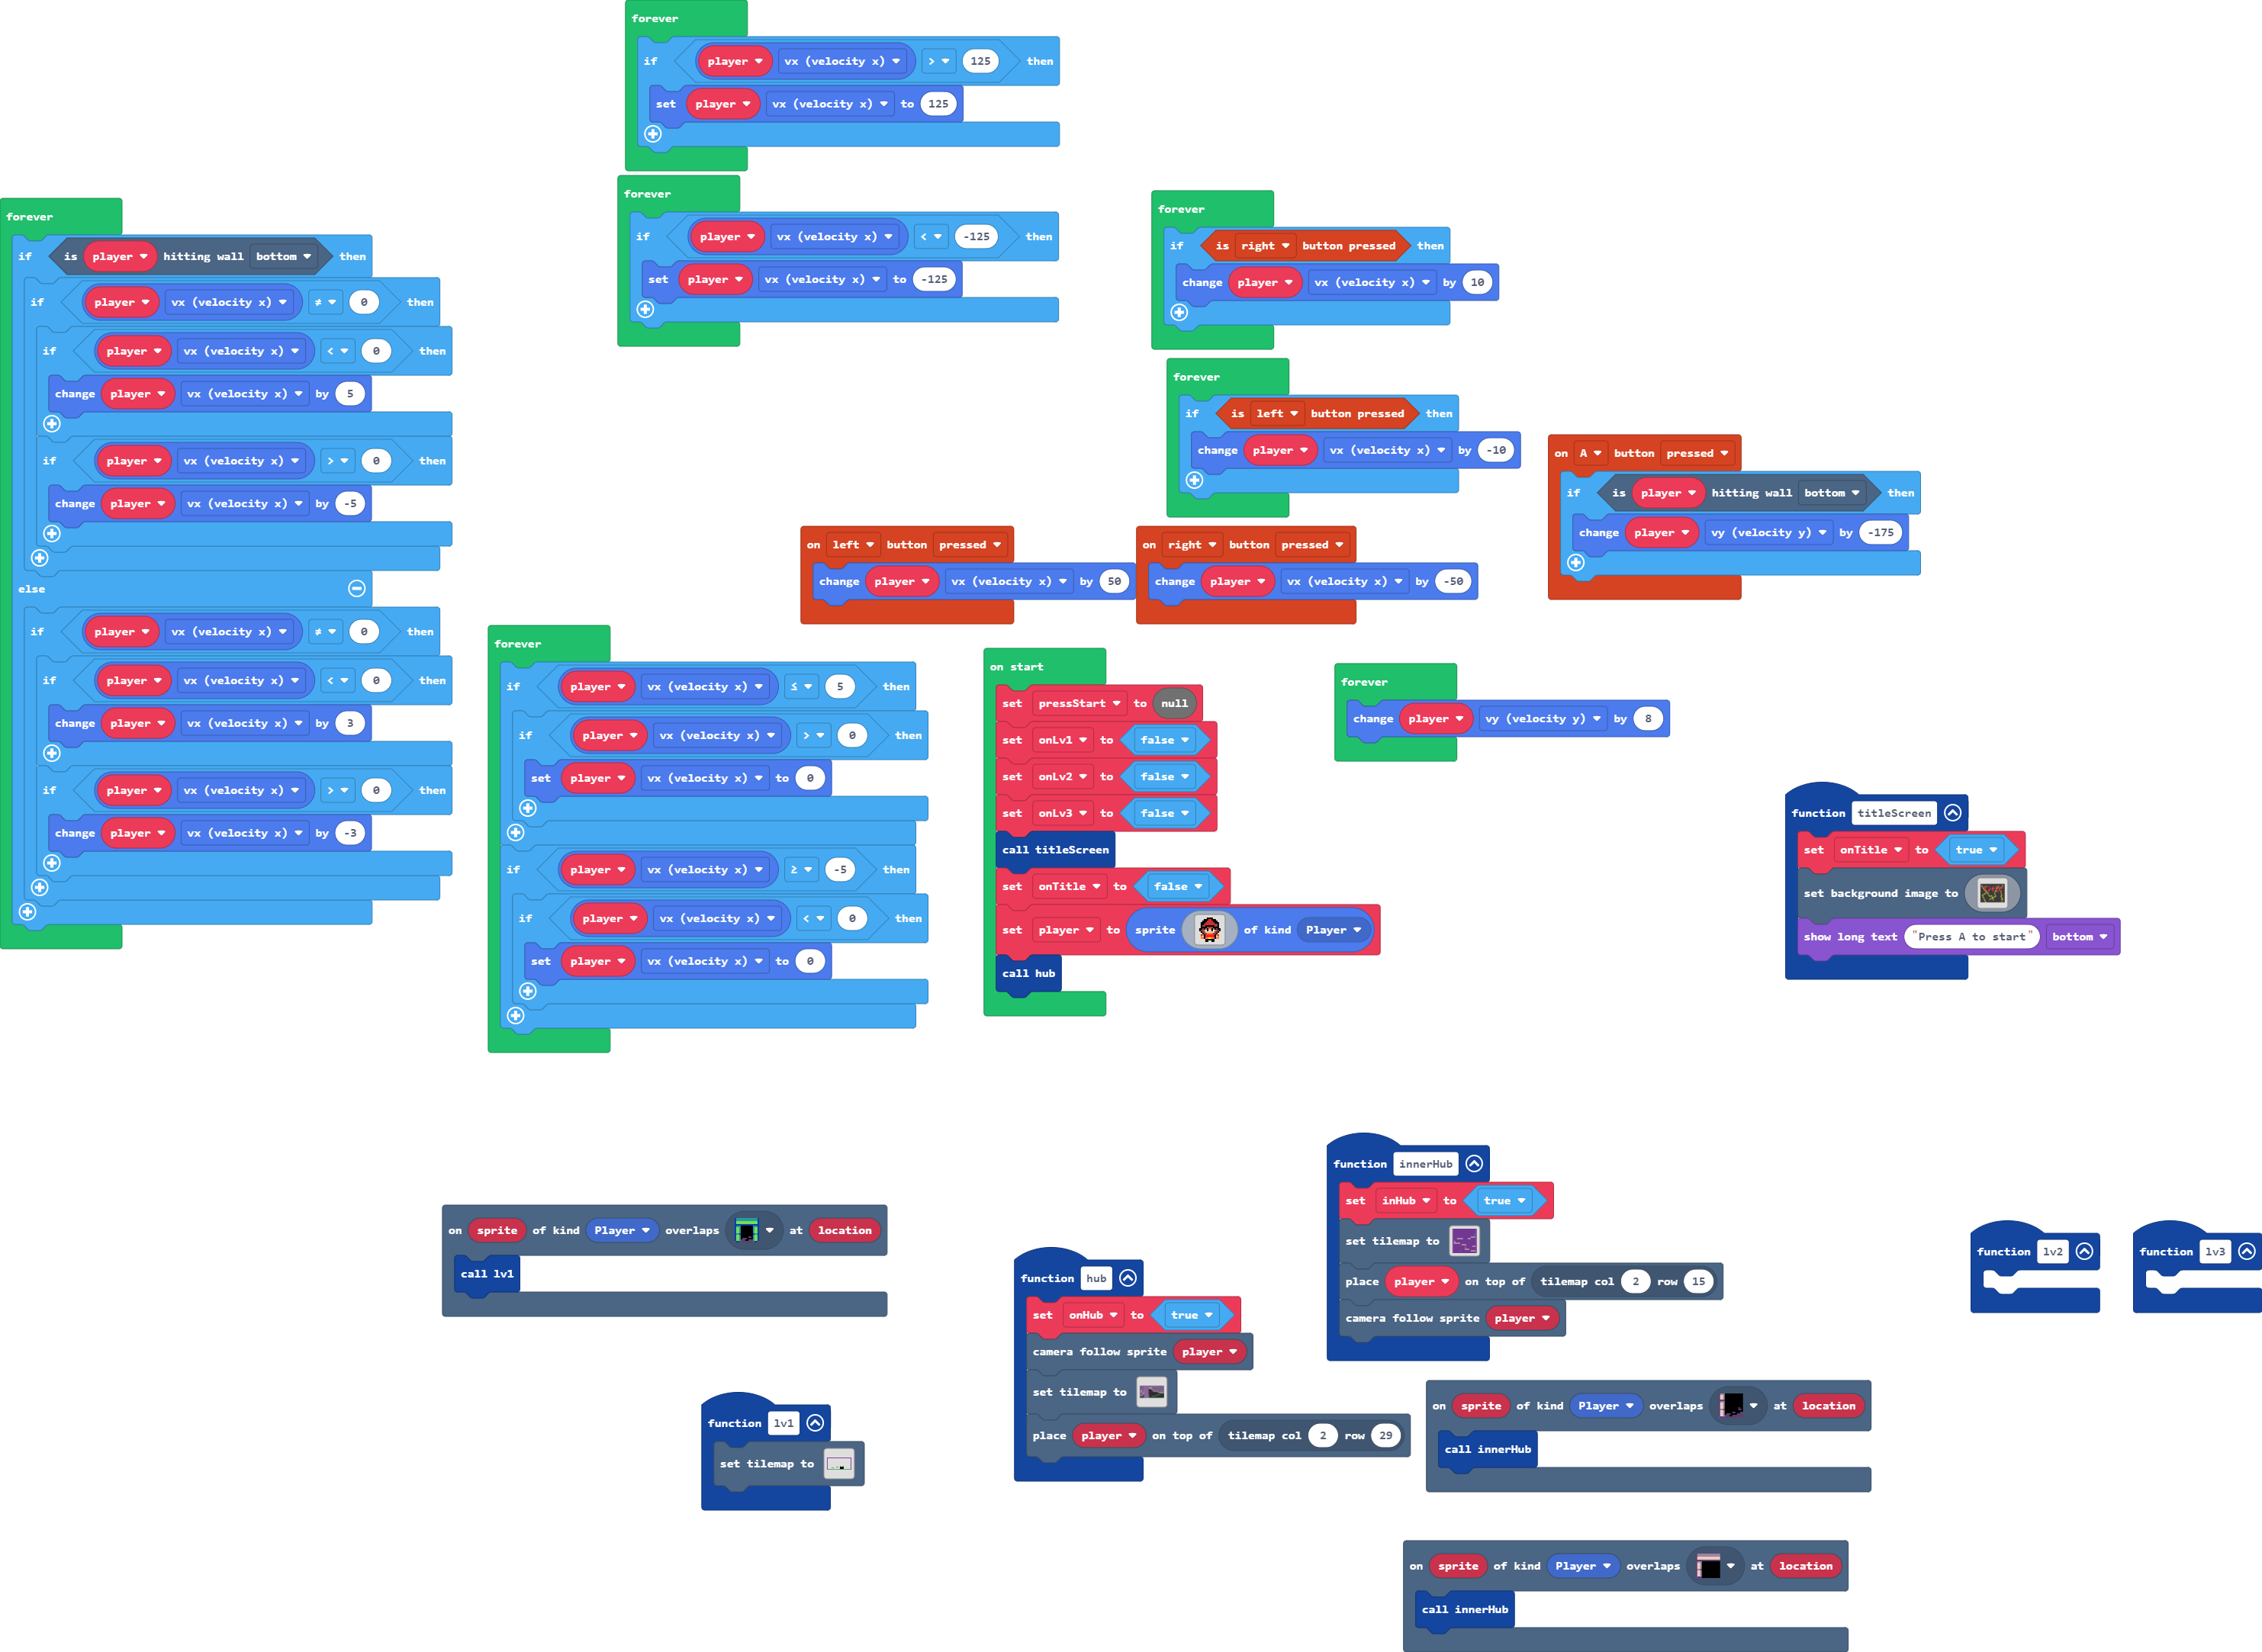 forever
if player vx (velocity x) > 125 then
set player vx (velocity x) to 125
forever
if player vx (velocity x) < -125 then
set player vx (velocity x) to -125
forever
if is player hitting wall bottom then
if player vx (velocity x) ≠ 0 then
if player vx (velocity x) < 0 then
change player vx (velocity x) by 5
if player vx (velocity x) > 0 then
change player vx (velocity x) by -5
else
if player vx (velocity x) ≠ 0 then
if player vx (velocity x) < 0 then
change player vx (velocity x) by 3
if player vx (velocity x) > 0 then
change player vx (velocity x) by -3
forever
if is right button pressed then
change player vx (velocity x) by 10
forever
if is left button pressed then
change player vx (velocity x) by -10
on A button pressed
if is player hitting wall bottom then
change player vy (velocity y) by -175
on left button pressed
change player vx (velocity x) by 50
on right button pressed
change player vx (velocity x) by -50
forever
if player vx (velocity x) ≤ 5 then
if player vx (velocity x) > 0 then
set player vx (velocity x) to 0
if player vx (velocity x) ≥ -5 then
if player vx (velocity x) < 0 then
set player vx (velocity x) to 0
on start
set pressStart to null
set onLv1 to false
set onLv2 to false
set onLv3 to false
call titleScreen
set onTitle to false
set player to sprite of kind Player
call hub
forever
change player vy (velocity y) by 8
function titleScreen
set onTitle to true
set background image to
show long text "Press A to start" bottom
function innerHub
set inHub to true
set tilemap to
place player on top of tilemap col 2 row 15
camera follow sprite player
on sprite of kind Player overlaps at location
call lv1
function hub
set onHub to true
camera follow sprite player
set tilemap to
place player on top of tilemap col 2 row 29
function lv2
function lv3
function lv1
set tilemap to
on sprite of kind Player overlaps at location
call innerHub
on sprite of kind Player overlaps at location
call innerHub